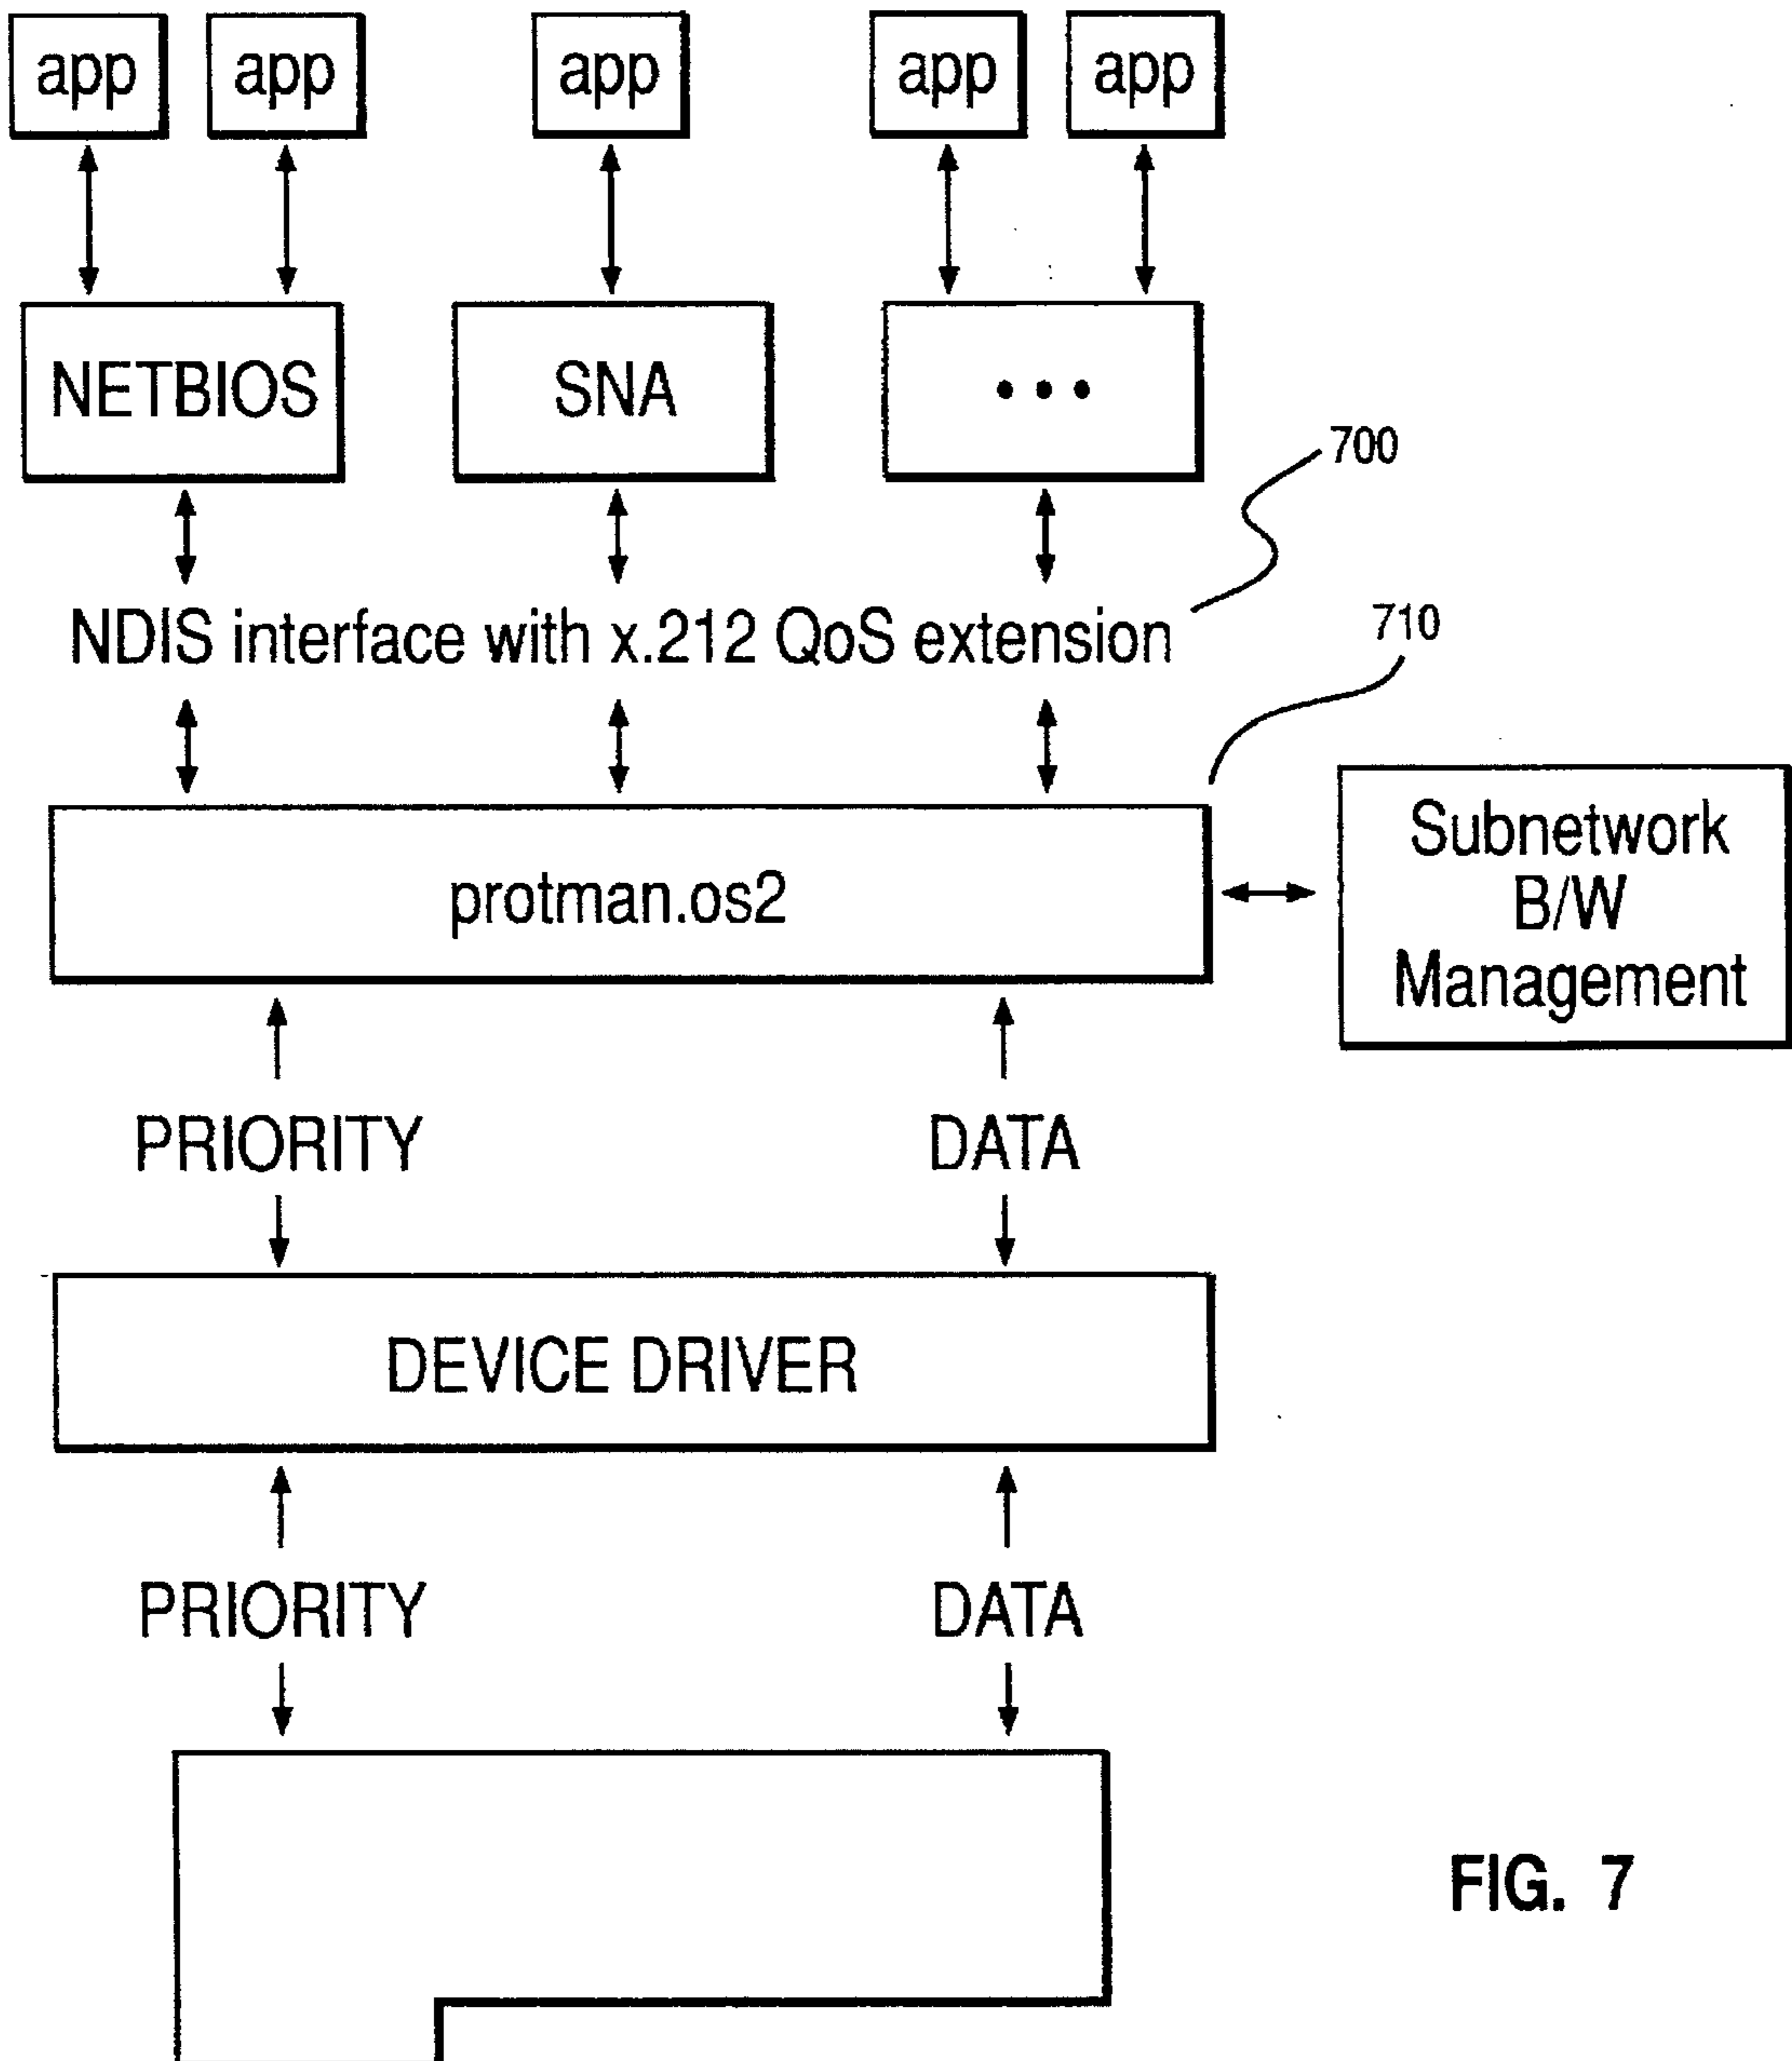 app app app app app
NETBIOS SNA •••
700
NDIS interface with x.212 QoS extension
710
protman.os2
Subnetwork
B/W
Management
PRIORITY DATA
DEVICE DRIVER
PRIORITY DATA
FIG. 7